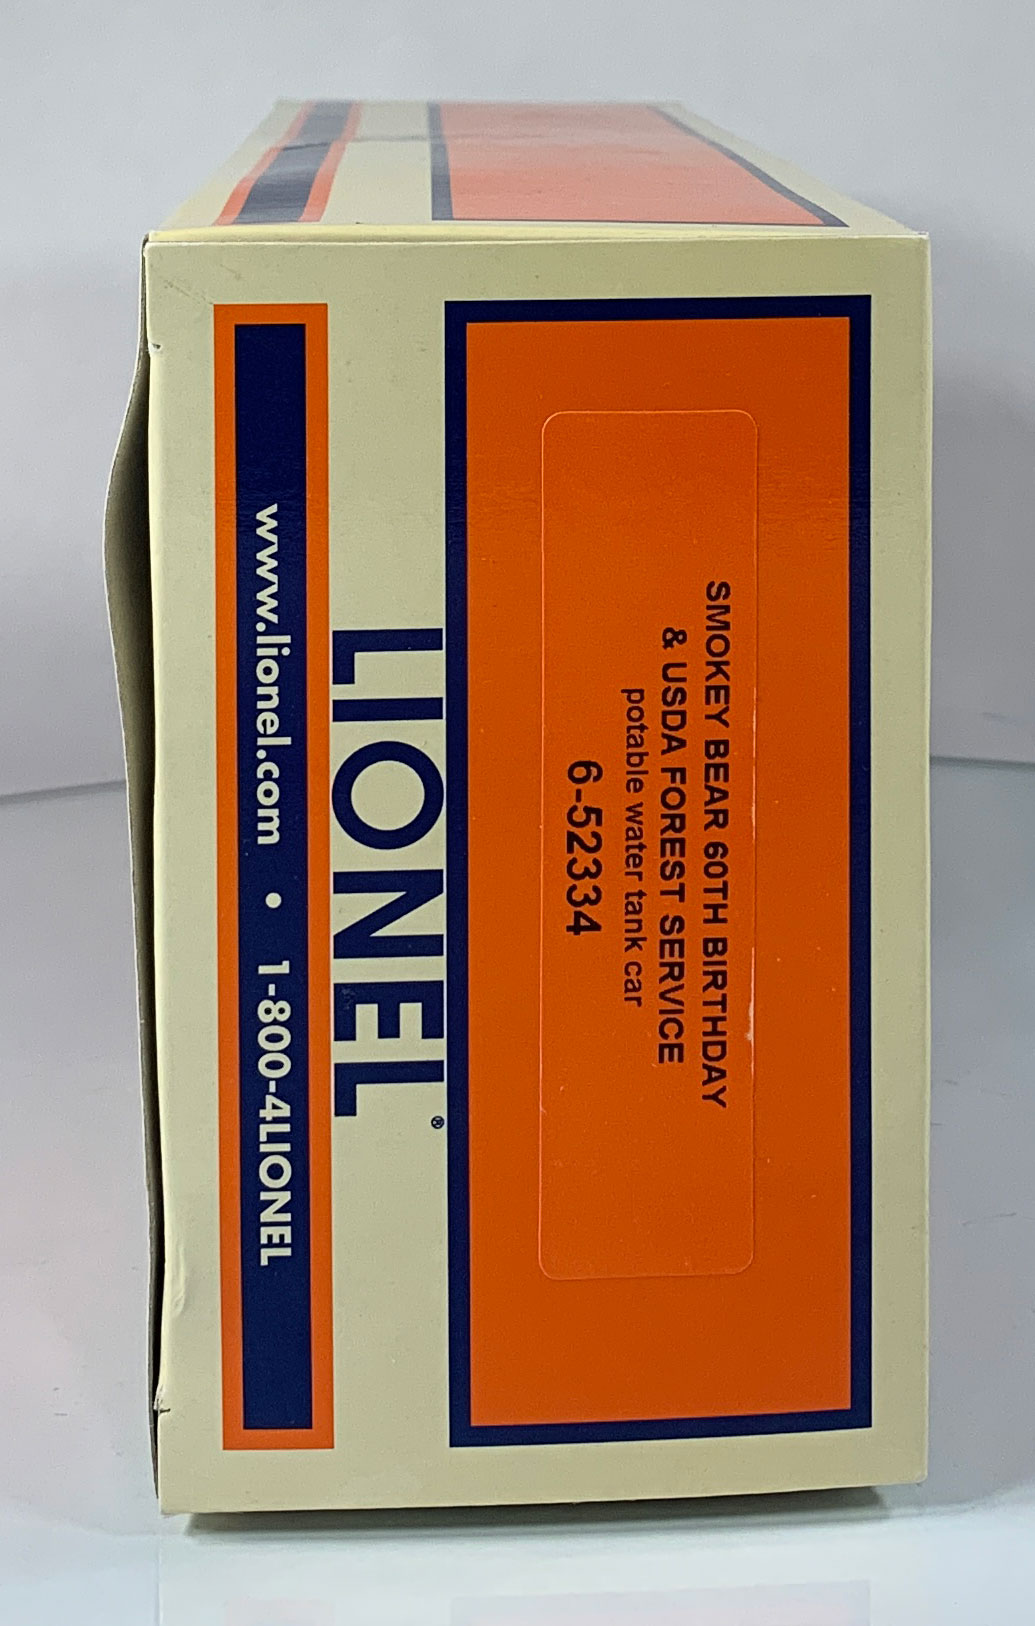 SMOKEY BEAR 60TH BIRTHDAY
& USDA FOREST SERVICE
potable water tank car
6-52334
LIONEL®
www.lionel.com • 1-800-4LIONEL